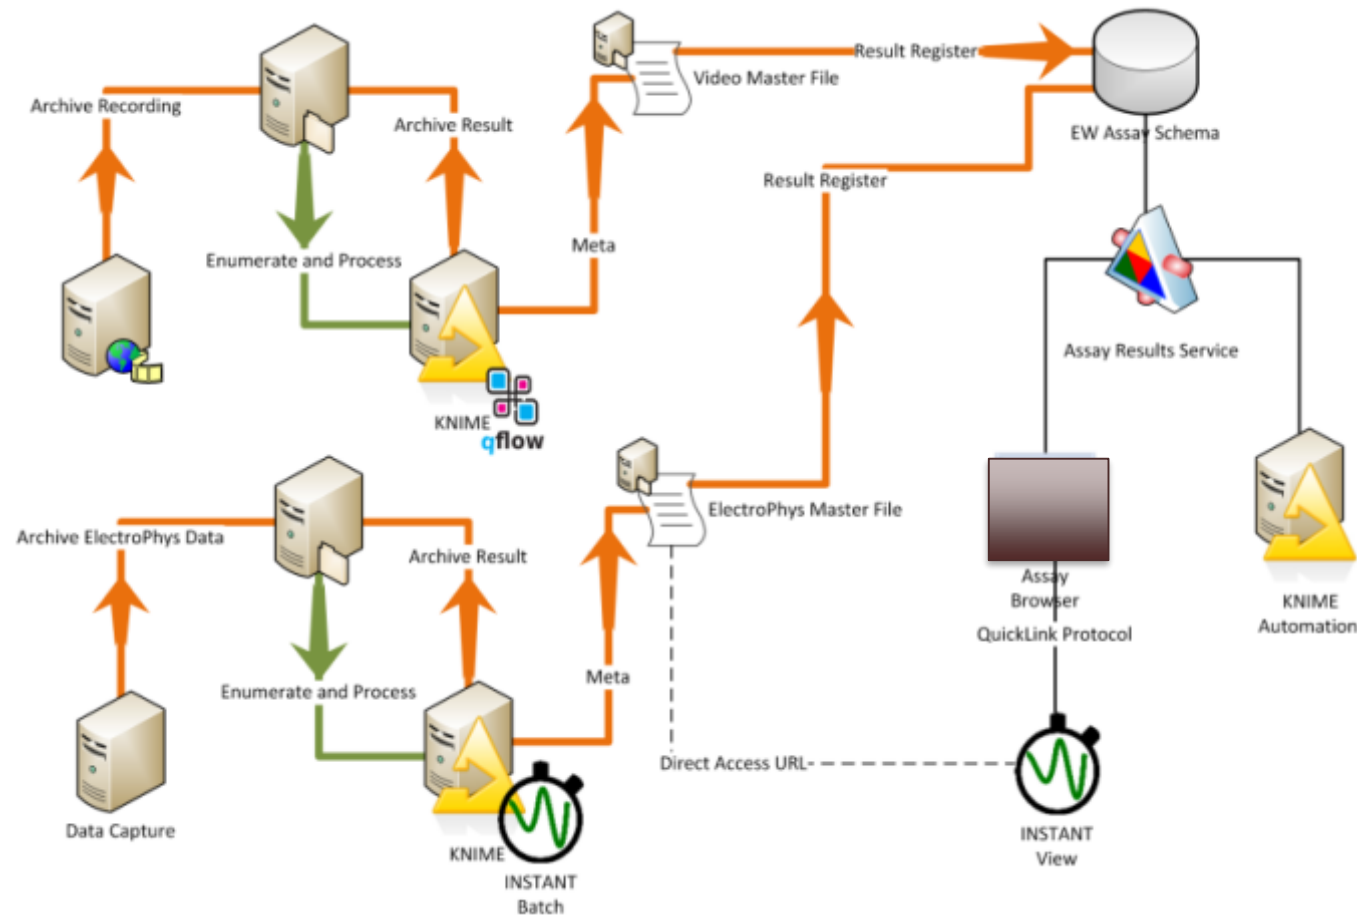 Archive Recording
Archive Result
Enumerate and Process
KNIME
qflow
Meta
Video Master File
Result Register
EW Assay Schema
Result Register
Assay Results Service
Archive ElectroPhys Data
Archive Result
Enumerate and Process
Data Capture
KNIME
INSTANT
Batch
Meta
ElectroPhys Master File
Direct Access URL
Assay
Browser
QuickLink Protocol
INSTANT
View
KNIME
Automation